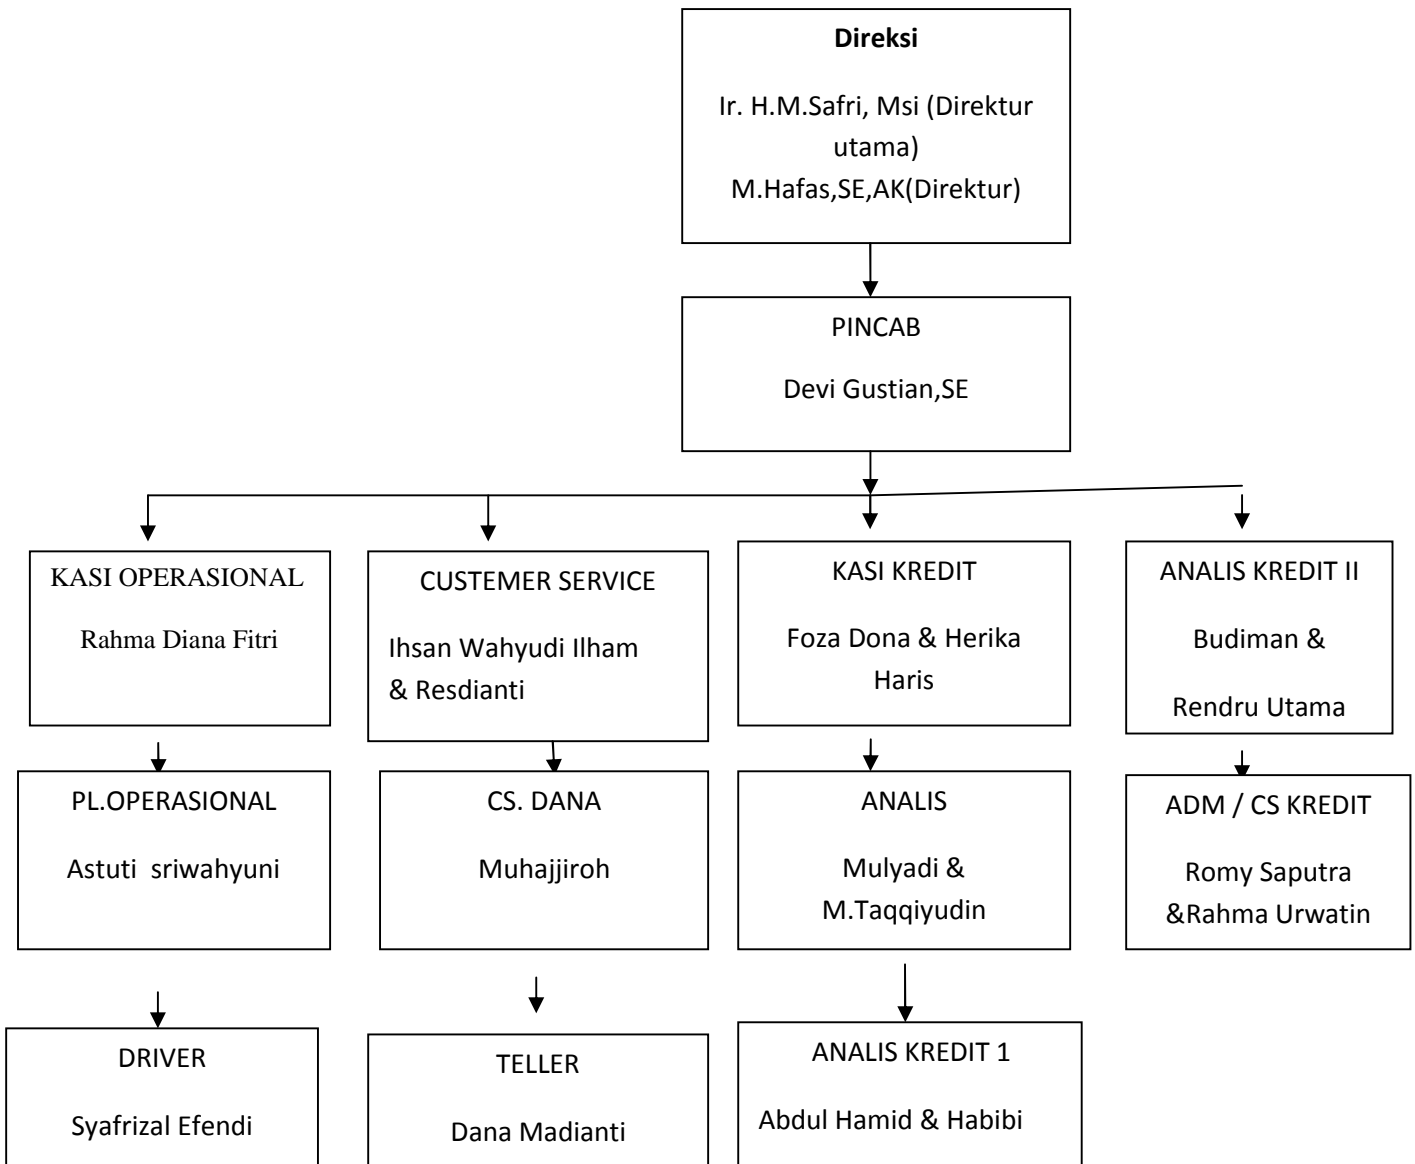 Direksi
Ir. H.M.Safri, Msi (Direktur
utama)
M.Hafas,SE,AK(Direktur)
PINCAB
Devi Gustian,SE
KASI OPERASIONAL
Rahma Diana Fitri
CUSTEMER SERVICE
Ihsan Wahyudi Ilham
& Resdianti
KASI KREDIT
Foza Dona & Herika
Haris
ANALIS KREDIT II
Budiman &
Rendru Utama
PL.OPERASIONAL
Astuti sriwahyuni
CS. DANA
Muhajjiroh
ANALIS
Mulyadi &
M.Taqqiyudin
ADM / CS KREDIT
Romy Saputra
&Rahma Urwatin
DRIVER
Syafrizal Efendi
TELLER
Dana Madianti
ANALIS KREDIT 1
Abdul Hamid & Habibi